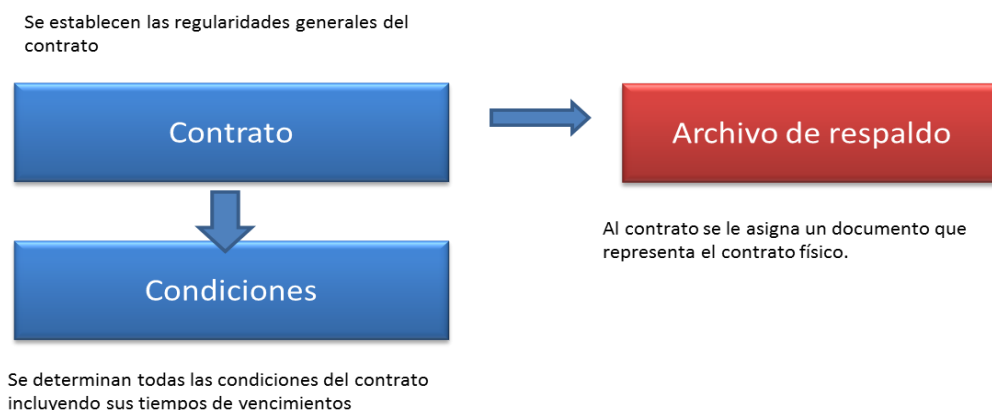 Se establecen las regularidades generales del
contrato
Contrato
Archivo de respaldo
Al contrato se le asigna un documento que
representa el contrato físico.
Condiciones
Se determinan todas las condiciones del contrato
incluyendo sus tiempos de vencimientos